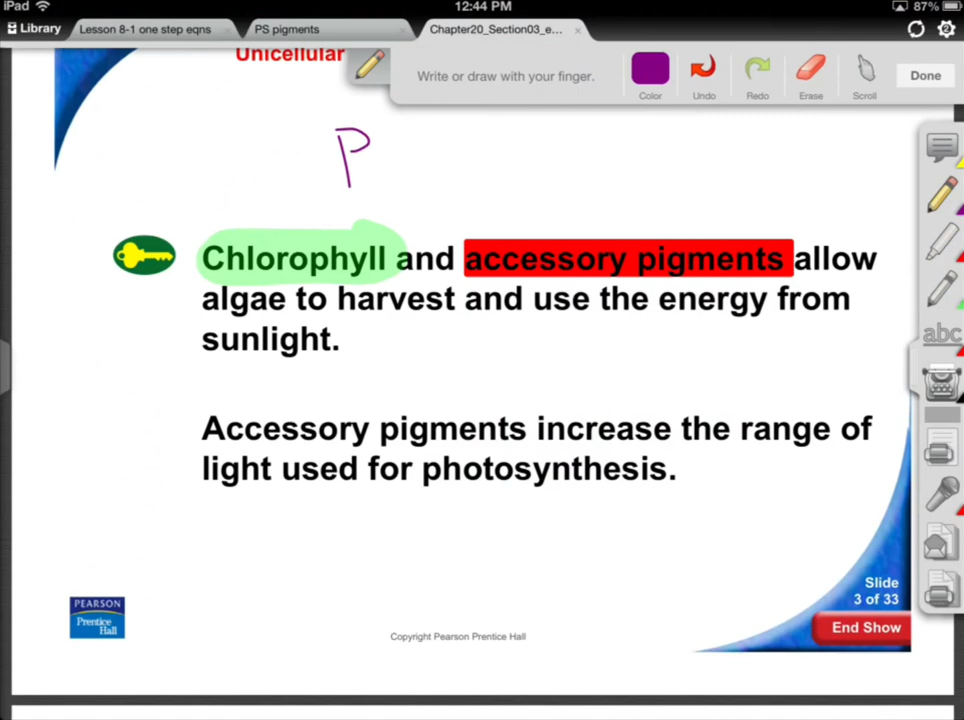 iPad 12:44 PM 87%
Library Lesson 8-1 one step eqns PS pigments Chapter20_Section03_e... 2
Unicellular
Write or draw with your finger. Color Undo Redo Erase Scroll Done
P
Chlorophyll and accessory pigments allow
algae to harvest and use the energy from
sunlight.
abc
Accessory pigments increase the range of
light used for photosynthesis.
Slide
3 of 33
PEARSON
Prentice
Hall
End Show
Copyright Pearson Prentice Hall